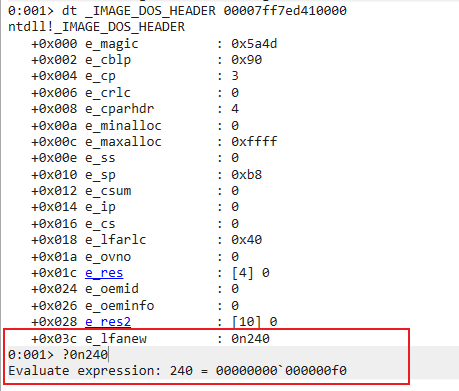 0:001> dt _IMAGE_DOS_HEADER 00007ff7ed410000
ntdll!_IMAGE_DOS_HEADER
+0x000 e_magic : 0x5a4d
+0x002 e_cblp : 0x90
+0x004 e_cp : 3
+0x006 e_crlc : 0
+0x008 e_cparhdr : 4
+0x00a e_minalloc : 0
+0x00c e_maxalloc : 0xffff
+0x00e e_ss : 0
+0x010 e_sp : 0xb8
+0x012 e_csum : 0
+0x014 e_ip : 0
+0x016 e_cs : 0
+0x018 e_lfarlc : 0x40
+0x01a e_ovno : 0
+0x01c e_res : [4] 0
+0x024 e_oemid : 0
+0x026 e_oeminfo : 0
+0x028 e_res2 : [10] 0
+0x03c e_lfanew : 0n240
0:001> ?0n240
Evaluate expression: 240 = 00000000`000000f0